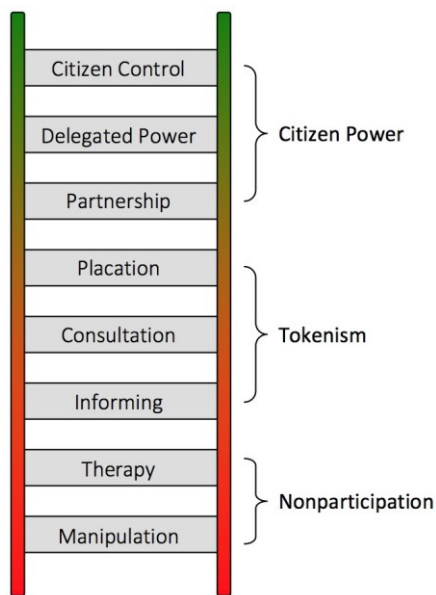 Citizen Control
Delegated Power
Citizen Power
Partnership
Placation
Consultation
Tokenism
Informing
Therapy
Nonparticipation
Manipulation